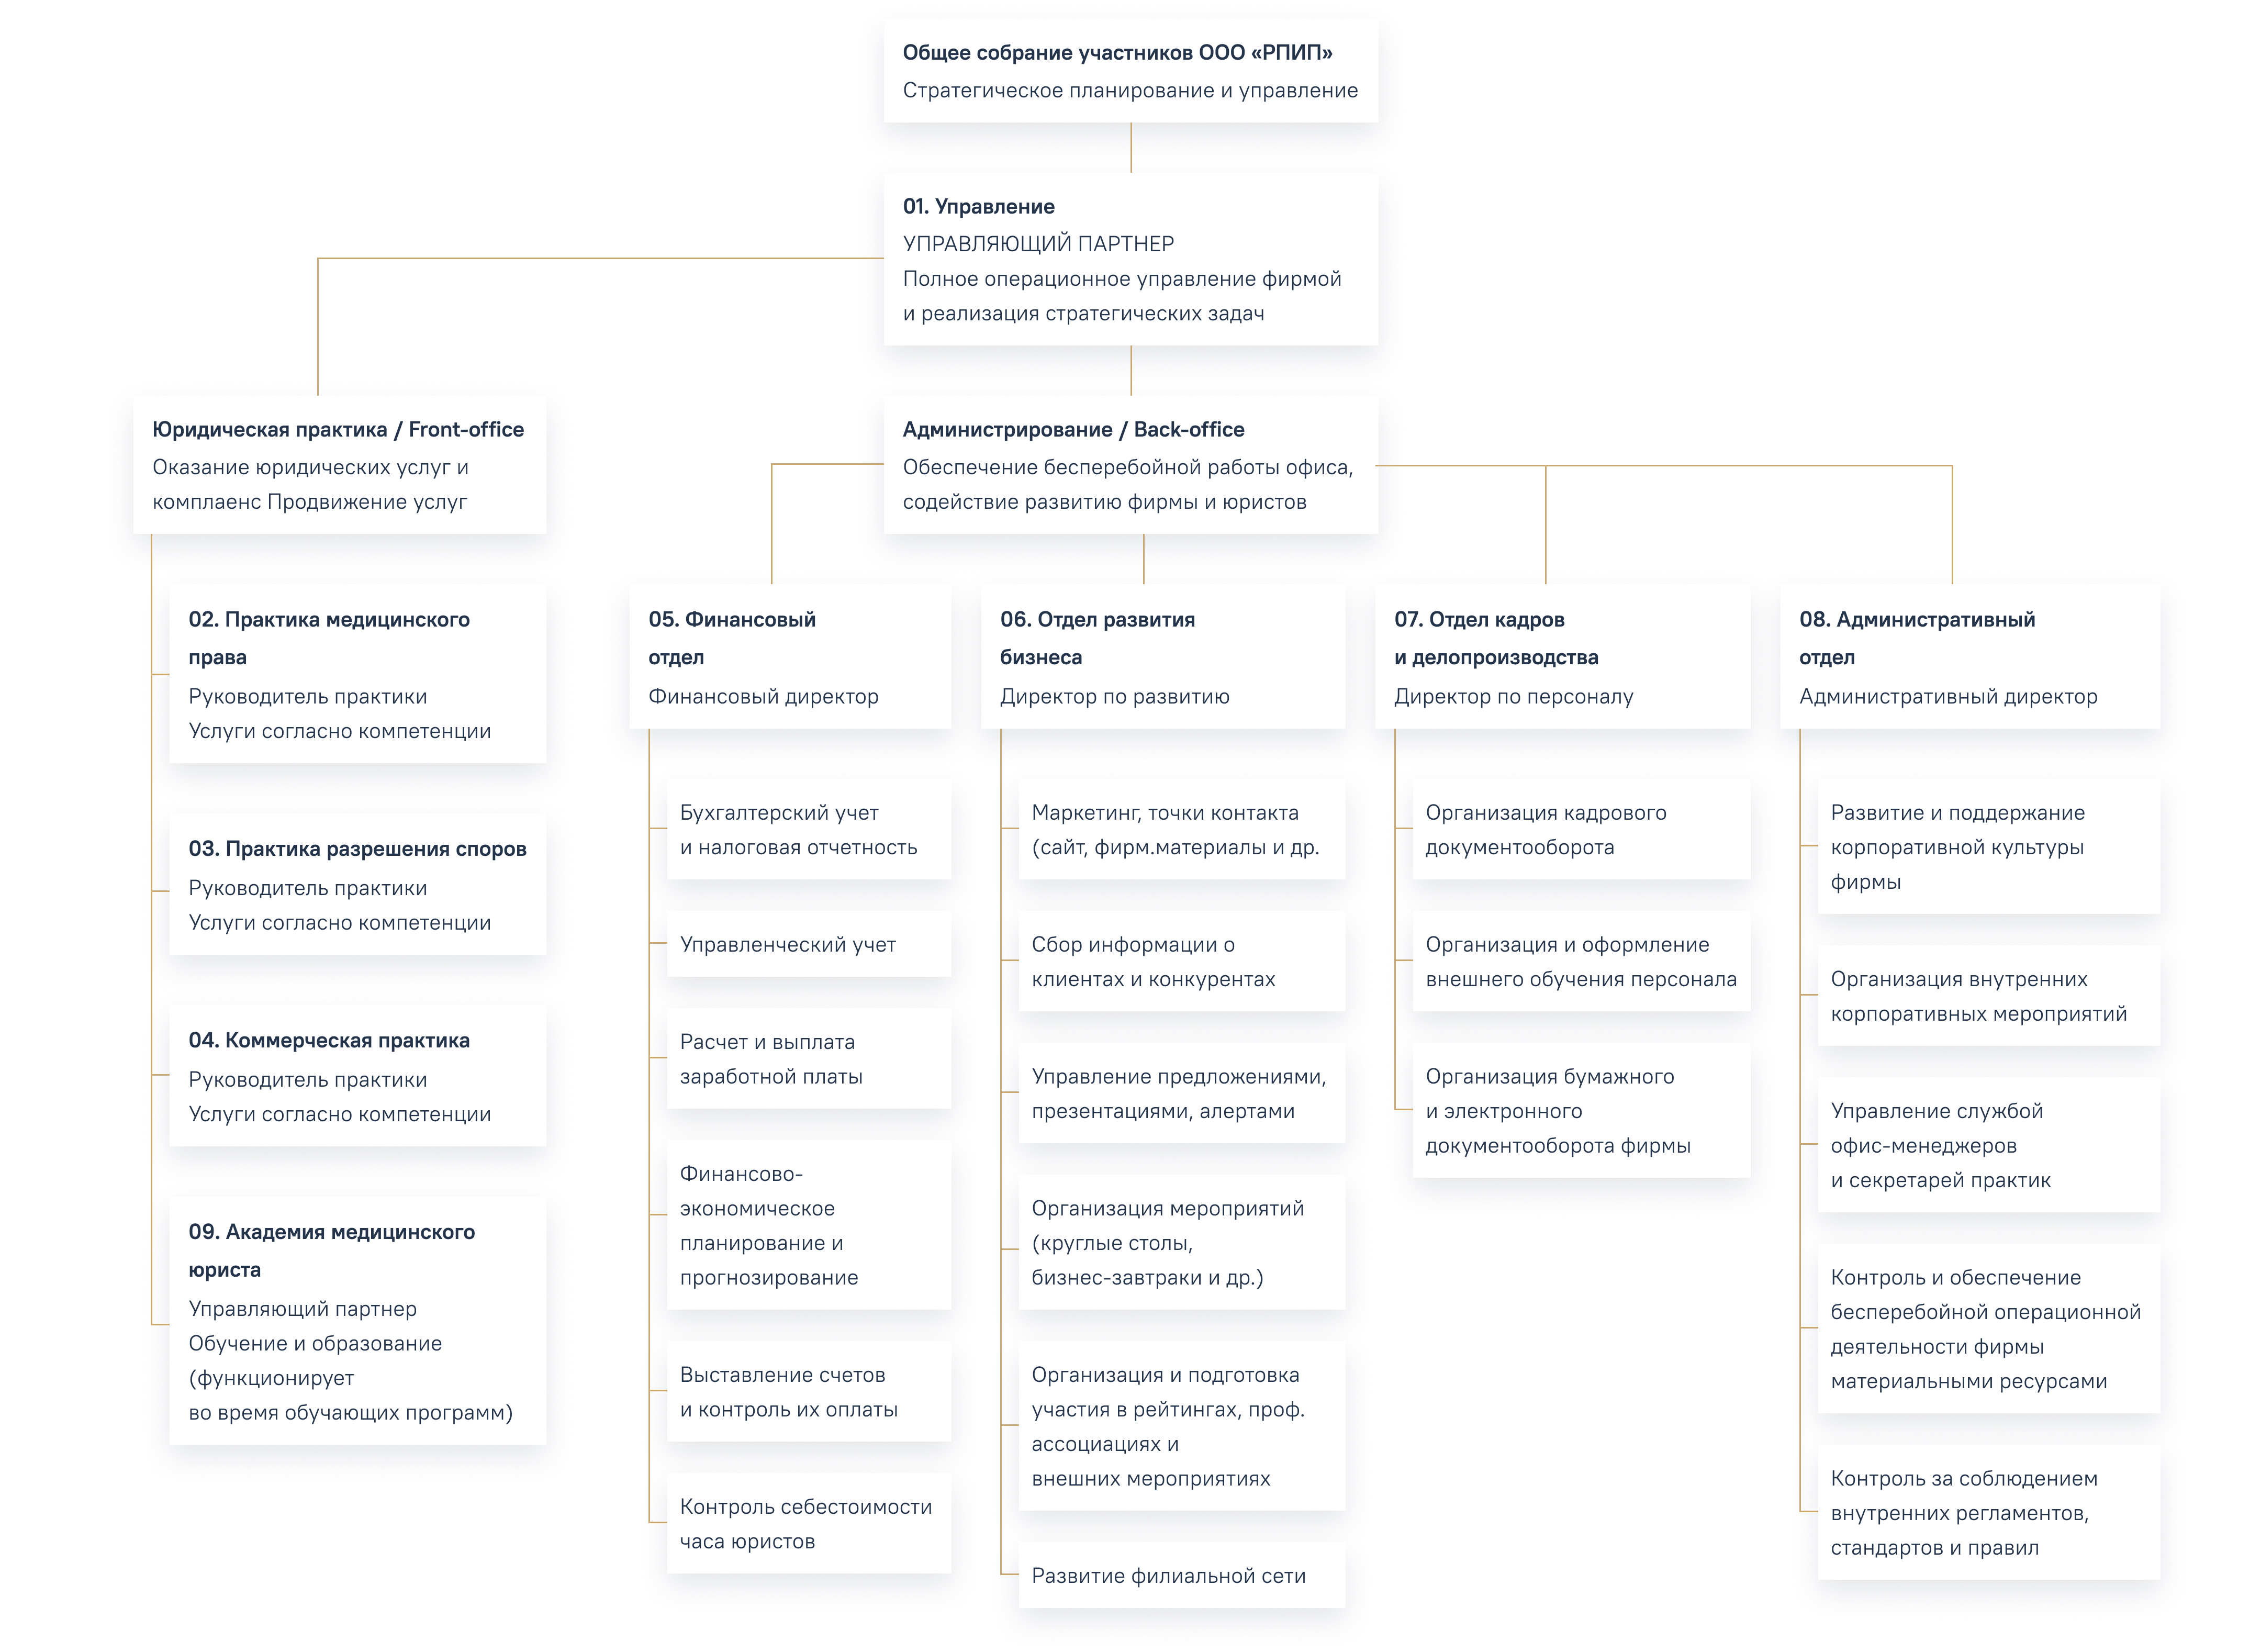 Общее собрание участников ООО «РПИП»
Стратегическое планирование и управление
01. Управление
УПРАВЛЯЮЩИЙ ПАРТНЕР
Полное операционное управление фирмой
и реализация стратегических задач
Юридическая практика / Front-office
Оказание юридических услуг и
комплаенс Продвижение услуг
Администрирование / Back-office
Обеспечение бесперебойной работы офиса,
содействие развитию фирмы и юристов
02. Практика медицинского
права
Руководитель практики
Услуги согласно компетенции
03. Практика разрешения споров
Руководитель практики
Услуги согласно компетенции
04. Коммерческая практика
Руководитель практики
Услуги согласно компетенции
09. Академия медицинского
юриста
Управляющий партнер
Обучение и образование
(функционирует
во время обучающих программ)
05. Финансовый
отдел
Финансовый директор
Бухгалтерский учет
и налоговая отчетность
Управленческий учет
Расчет и выплата
заработной платы
Финансово-
экономическое
планирование и
прогнозирование
Выставление счетов
и контроль их оплаты
Контроль себестоимости
часа юристов
06. Отдел развития
бизнеса
Директор по развитию
Маркетинг, точки контакта
(сайт, фирм.материалы и др.
Сбор информации о
клиентах и конкурентах
Управление предложениями,
презентациями, алертами
Организация мероприятий
(круглые столы,
бизнес-завтраки и др.)
Организация и подготовка
участия в рейтингах, проф.
ассоциациях и
внешних мероприятиях
Развитие филиальной сети
07. Отдел кадров
и делопроизводства
Директор по персоналу
Организация кадрового
документооборота
Организация и оформление
внешнего обучения персонала
Организация бумажного
и электронного
документооборота фирмы
08. Административный
отдел
Административный директор
Развитие и поддержание
корпоративной культуры
фирмы
Организация внутренних
корпоративных мероприятий
Управление службой
офис-менеджеров
и секретарей практик
Контроль и обеспечение
бесперебойной операционной
деятельности фирмы
материальными ресурсами
Контроль за соблюдением
внутренних регламентов,
стандартов и правил